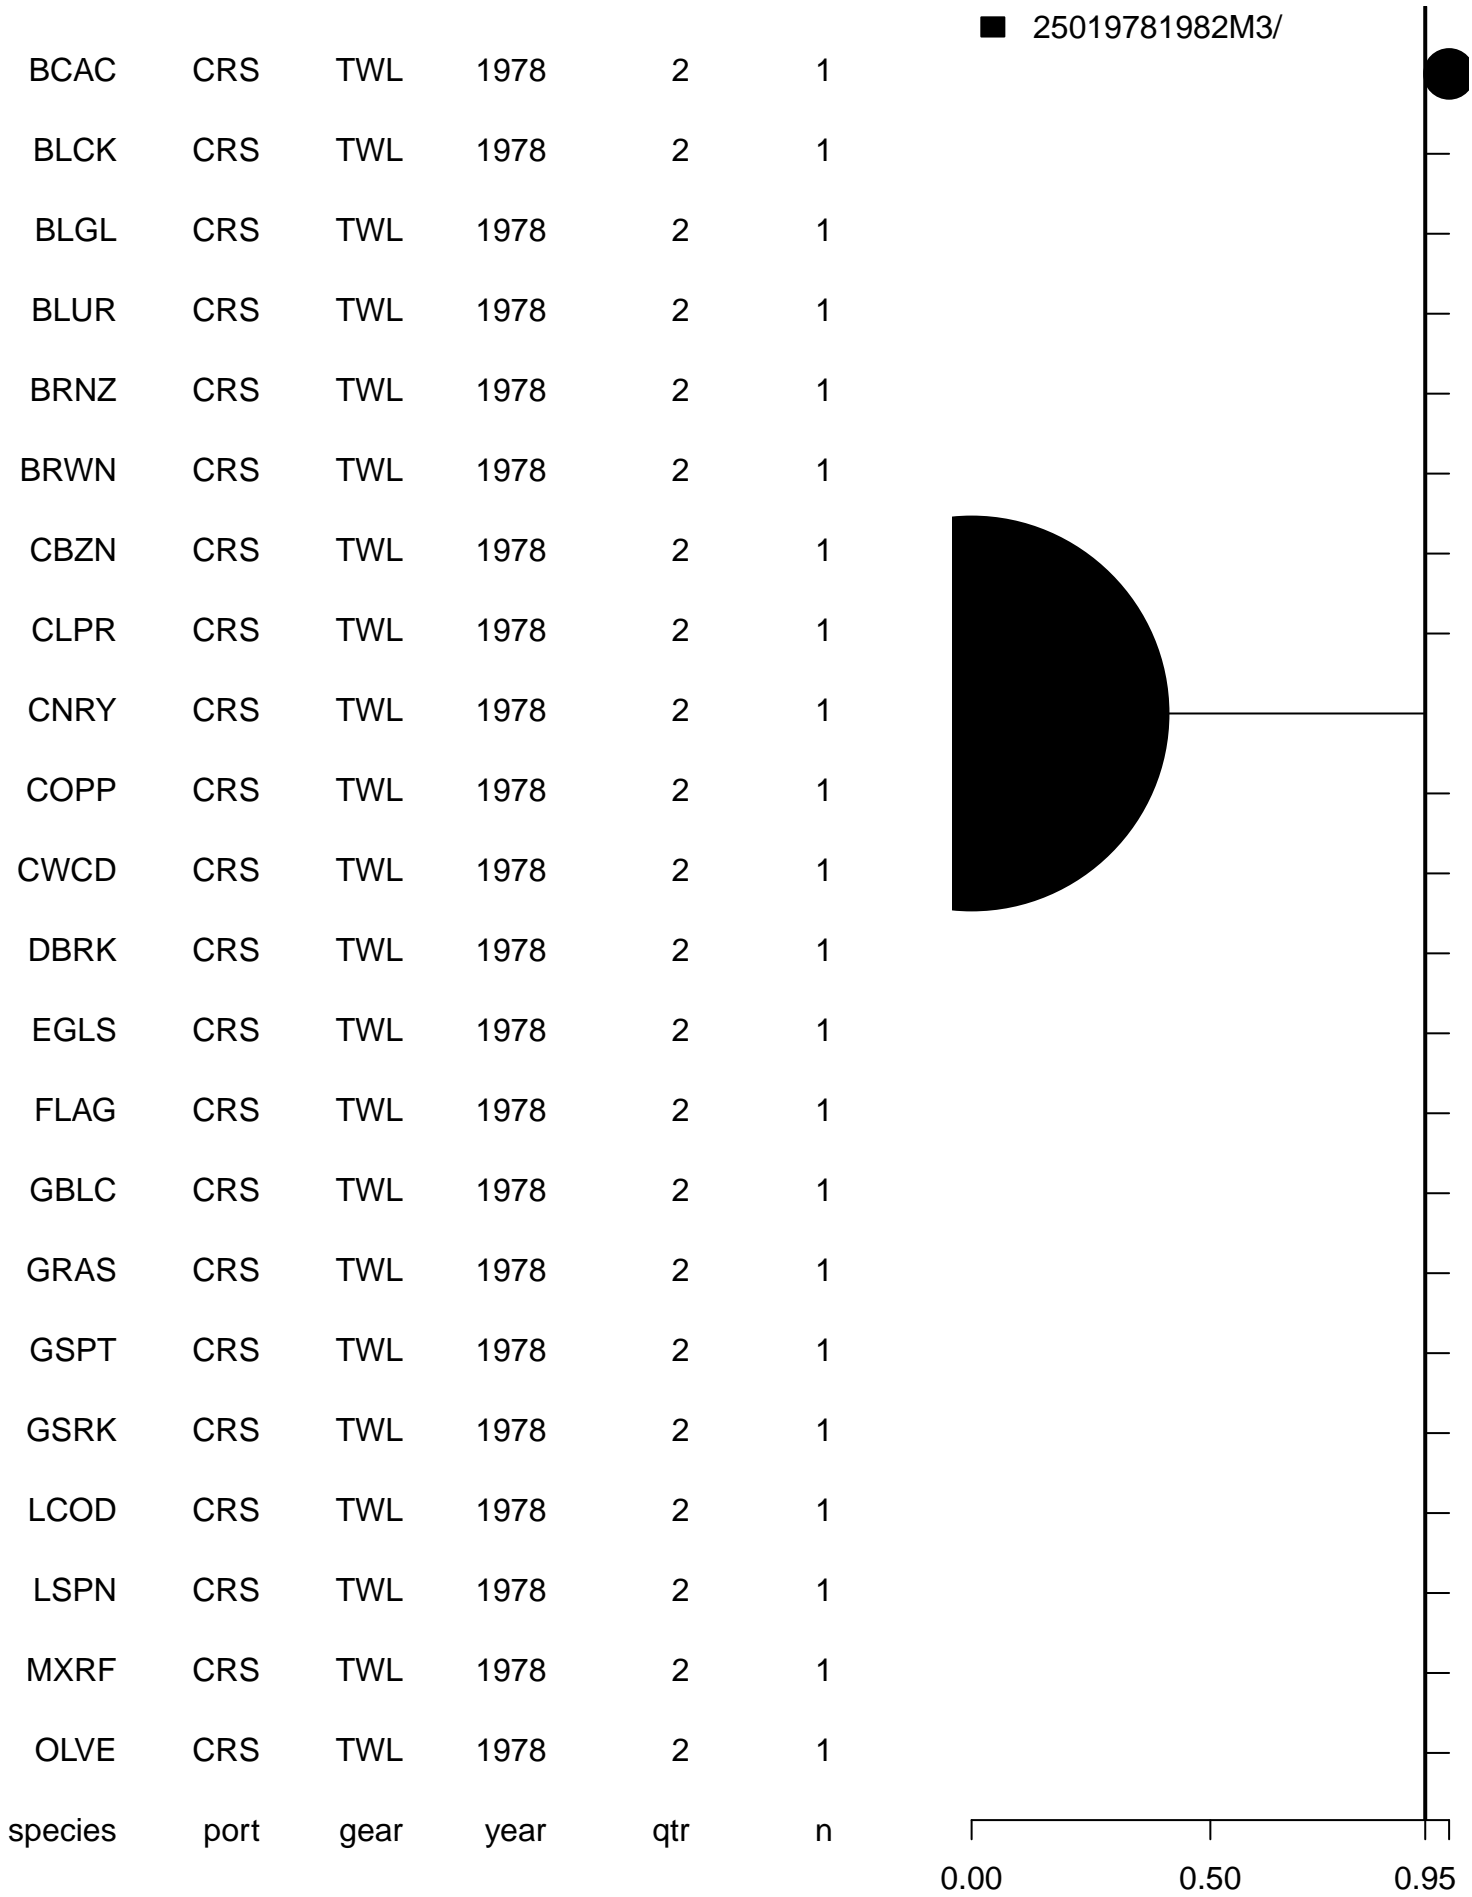 25019781982M3/
BCAC CRS TWL 1978 2 1
BLCK CRS TWL 1978 2 1
BLGL CRS TWL 1978 2 1
BLUR CRS TWL 1978 2 1
BRNZ CRS TWL 1978 2 1
BRWN CRS TWL 1978 2 1
CBZN CRS TWL 1978 2 1
CLPR CRS TWL 1978 2 1
CNRY CRS TWL 1978 2 1
COPP CRS TWL 1978 2 1
CWCD CRS TWL 1978 2 1
DBRK CRS TWL 1978 2 1
EGLS CRS TWL 1978 2 1
FLAG CRS TWL 1978 2 1
GBLC CRS TWL 1978 2 1
GRAS CRS TWL 1978 2 1
GSPT CRS TWL 1978 2 1
GSRK CRS TWL 1978 2 1
LCOD CRS TWL 1978 2 1
LSPN CRS TWL 1978 2 1
MXRF CRS TWL 1978 2 1
OLVE CRS TWL 1978 2 1
species port gear year qtr n
0.00 0.50 0.95